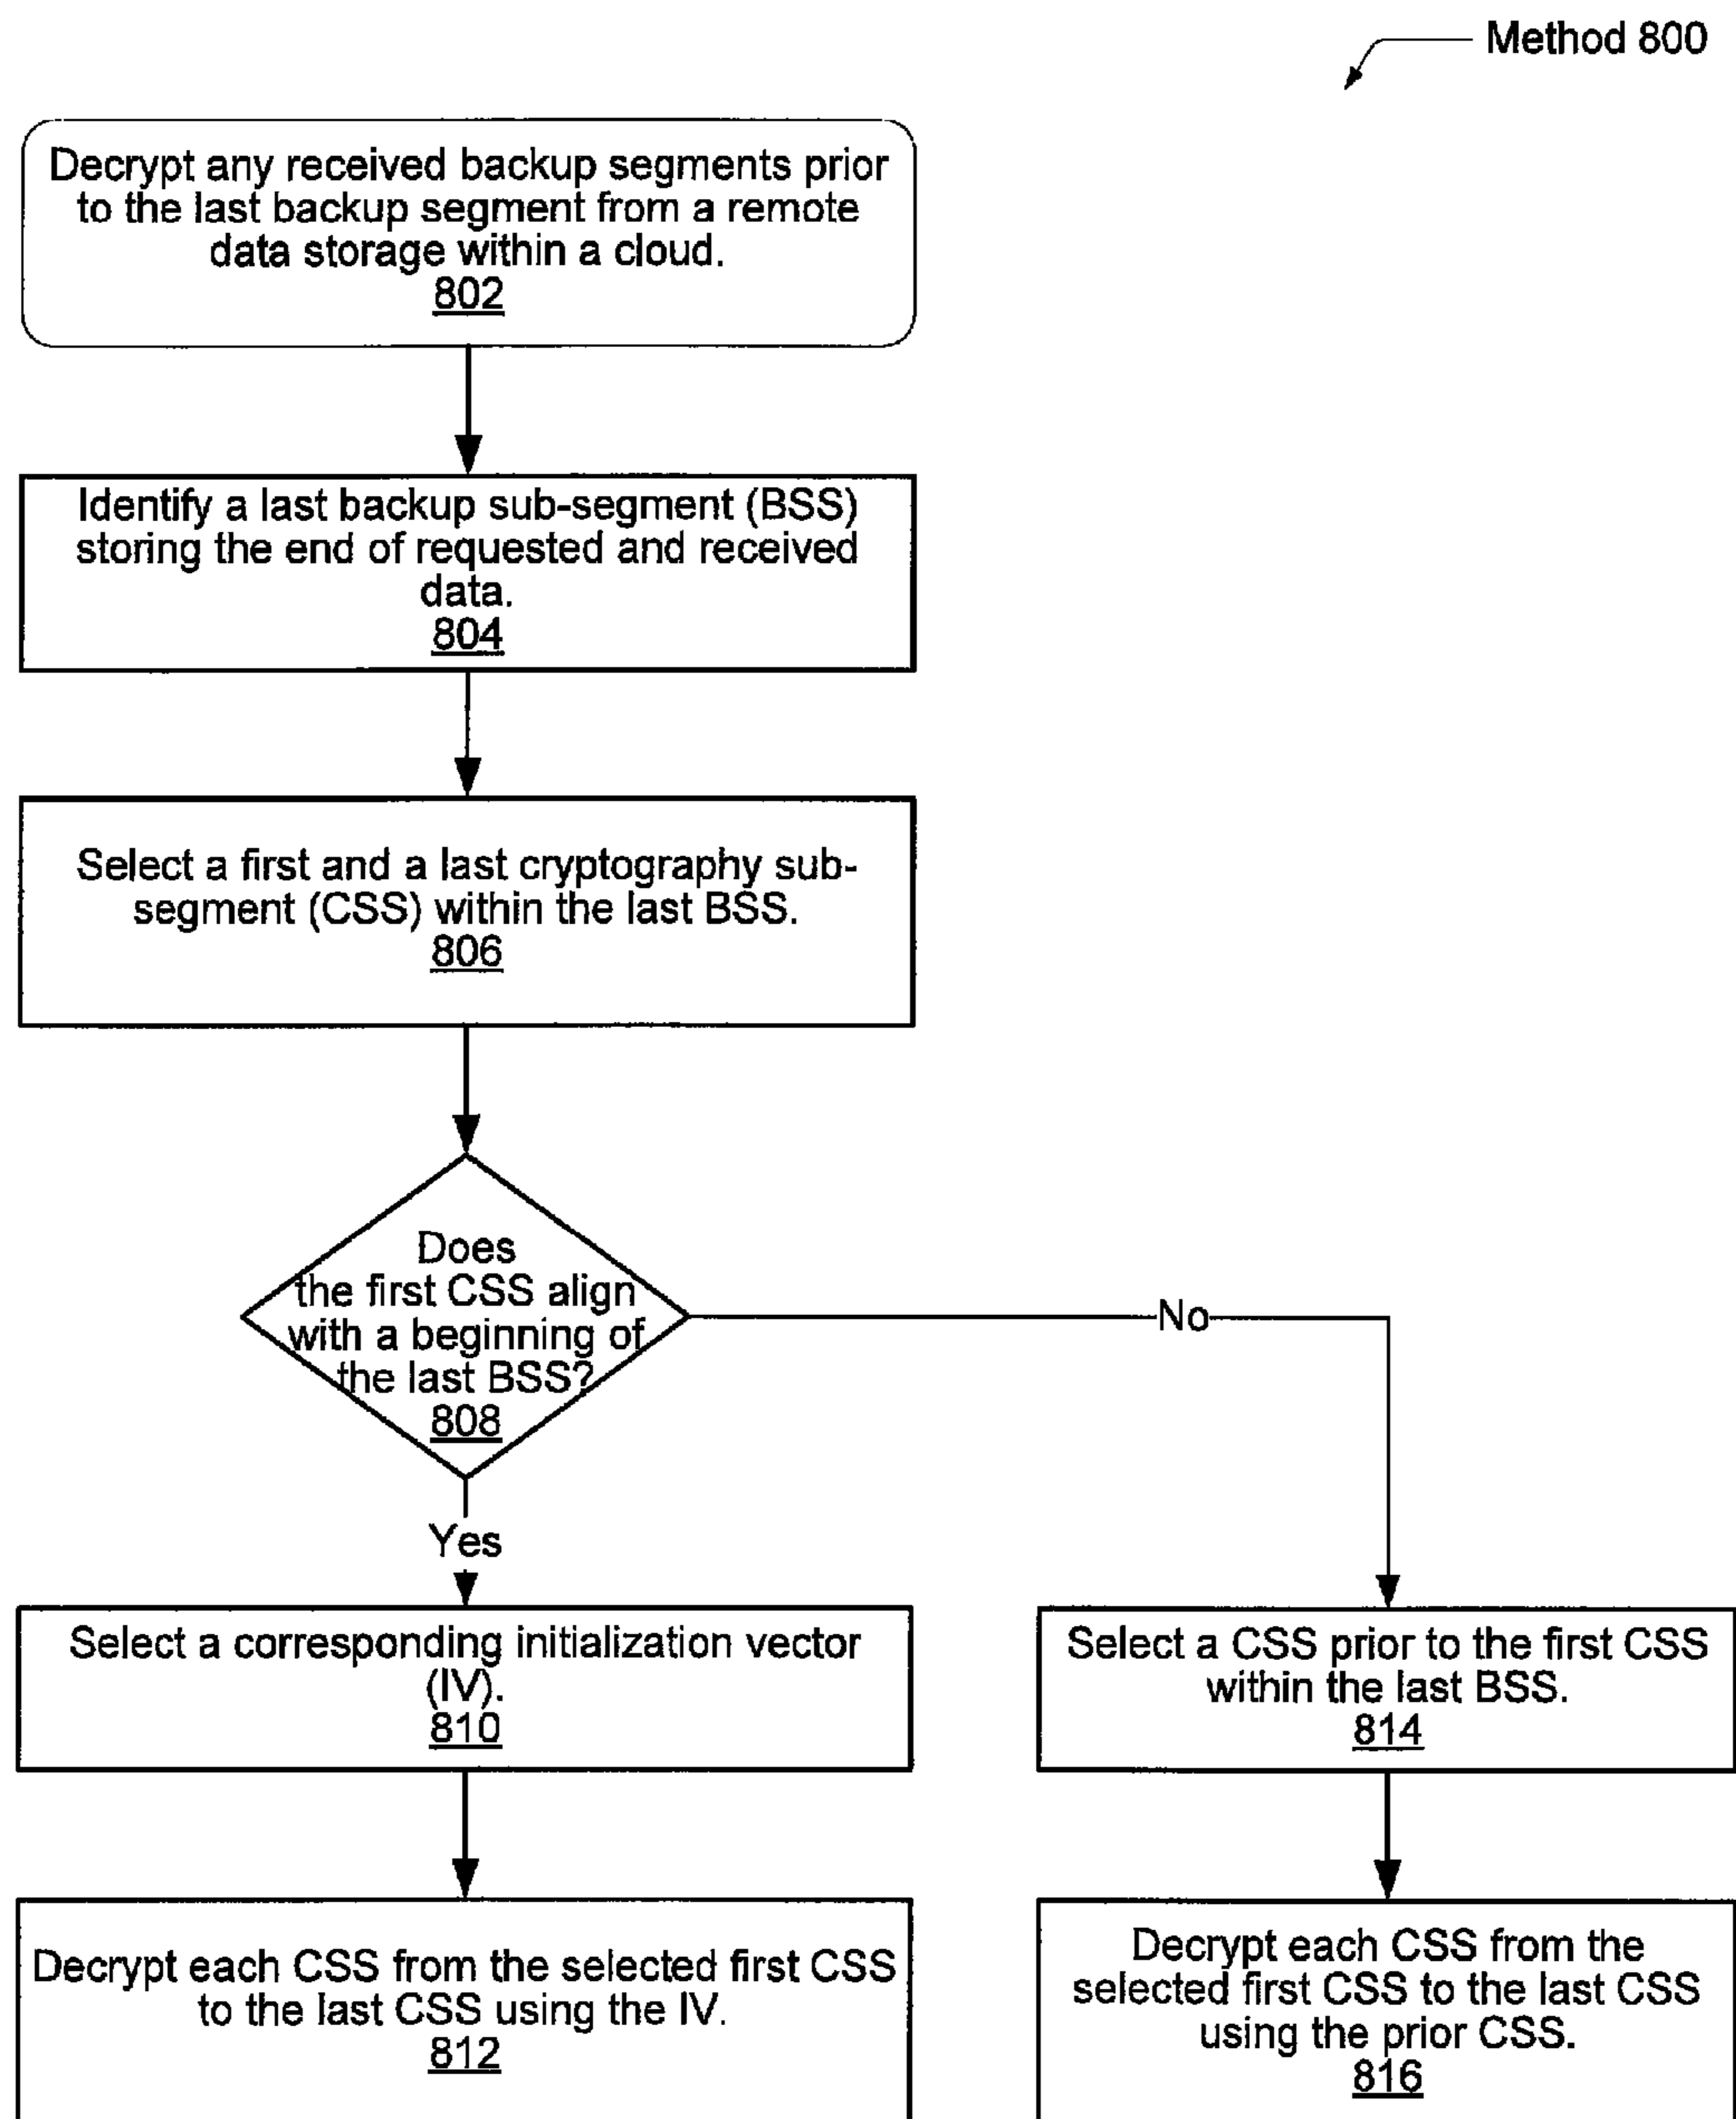 Method 800
Decrypt any received backup segments prior
to the last backup segment from a remote
data storage within a cloud.
802
Identify a last backup sub-segment (BSS)
storing the end of requested and received
data.
804
Select a first and a last cryptography sub-
segment (CSS) within the last BSS.
806
Does
the first CSS align
with a beginning of
the last BSS?
808
No
Yes
Select a corresponding initialization vector
(IV).
810
Select a CSS prior to the first CSS
within the last BSS.
814
Decrypt each CSS from the selected first CSS
to the last CSS using the IV.
812
Decrypt each CSS from the
selected first CSS to the last CSS
using the prior CSS.
816